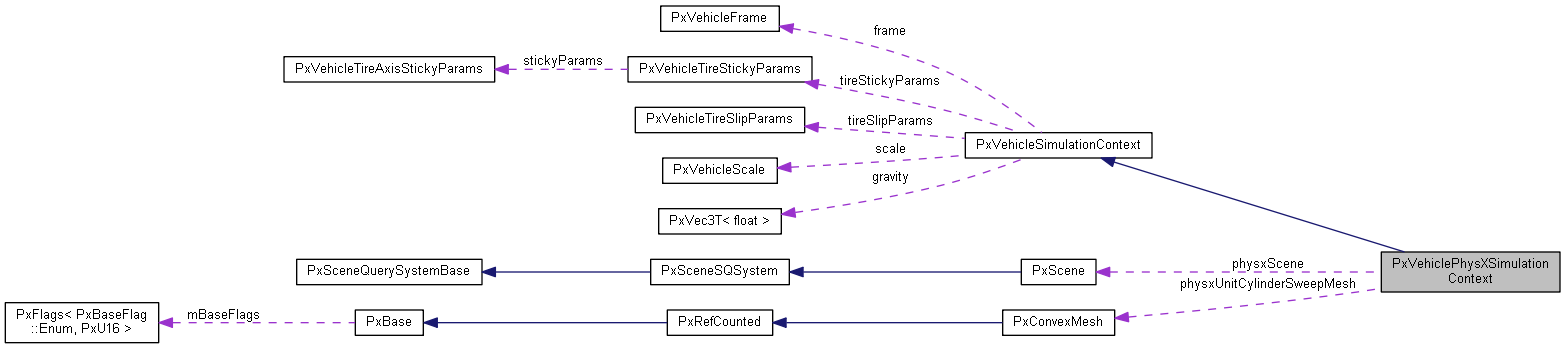 PxVehicleFrame
frame
PxVehicleTireAxisStickyParams
stickyParams
PxVehicleTireStickyParams
tireStickyParams
PxVehicleTireSlipParams
tireSlipParams
PxVehicleSimulationContext
scale
PxVehicleScale
gravity
PxVec3T< float >
PxSceneQuerySystemBase
PxSceneSQSystem
PxScene
physxScene
PxVehiclePhysXSimulation
Context
physxUnitCylinderSweepMesh
PxFlags< PxBaseFlag
::Enum, PxU16 >
mBaseFlags
PxBase
PxRefCounted
PxConvexMesh